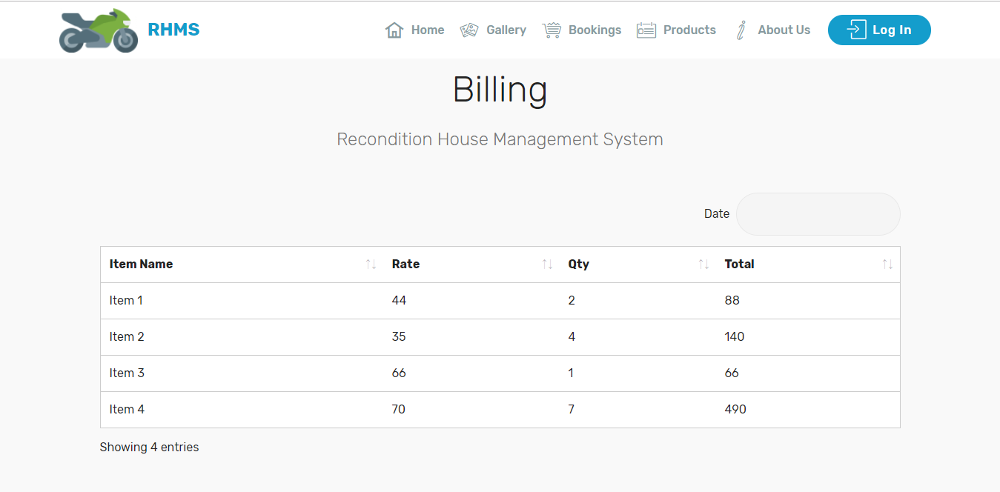 RHMS Home Gallery Bookings Products About Us Log In
Billing
Recondition House Management System
Date
Item Name Rate Qty Total
Item 1 44 2 88
Item 2 35 4 140
Item 3 66 1 66
Item 4 70 7 490
Showing 4 entries